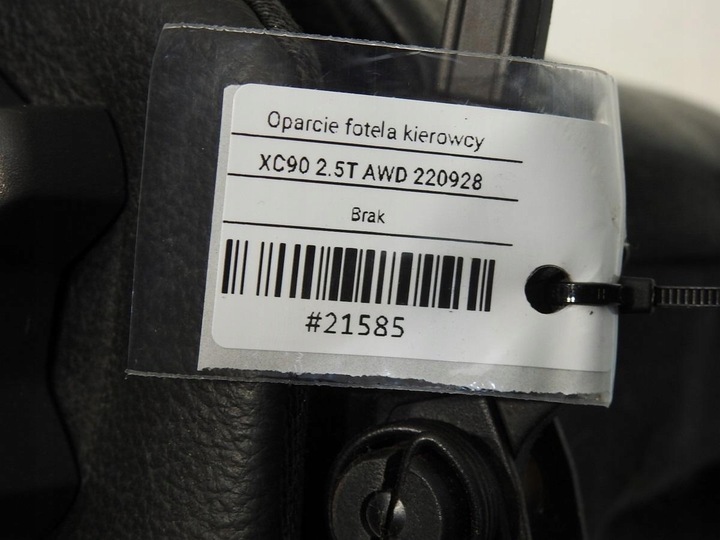 Oparcie fotela kierowcy
XC90 2.5T AWD 220928
Brak
#21585